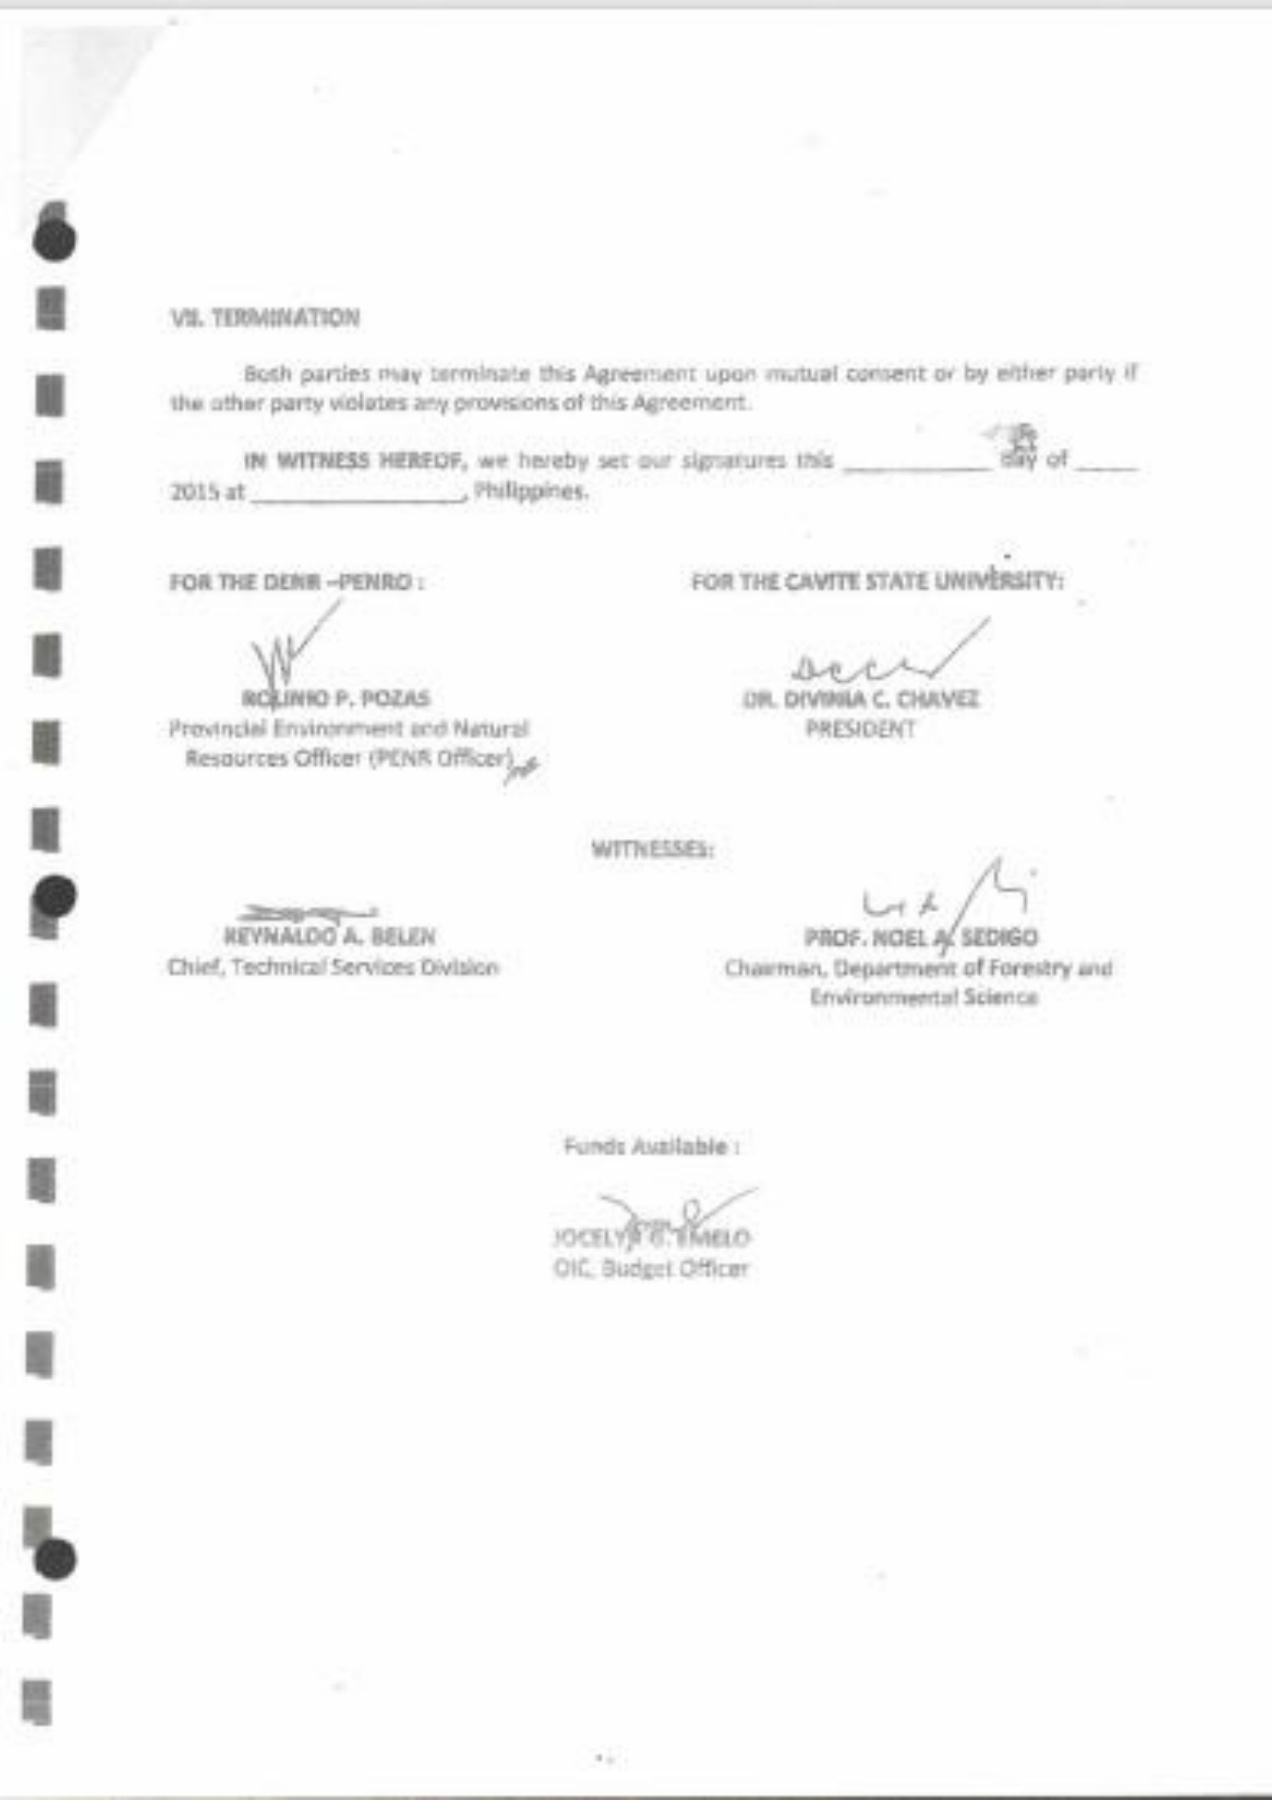 VII. TERMINATION
Both parties may terminate this Agreement upon mutual consent or by either party if
the other party violates any provisions of this Agreement.
IN WITNESS HEREOF, we hereby set our signatures this ____________ day of _____
2015 at __________________, Philippines.
FOR THE DENR –PENRO :
FOR THE CAVITE STATE UNIVERSITY:
ROLINIO P. POZAS
Provincial Environment and Natural
Resources Officer (PENR Officer)
DR. DIVINIA C. CHAVEZ
PRESIDENT
WITNESSES:
REYNALDO A. BELEN
Chief, Technical Services Division
PROF. NOEL A. SEDIGO
Chairman, Department of Forestry and
Environmental Science
Funds Available :
JOCELYN G. EMELO
OIC, Budget Officer